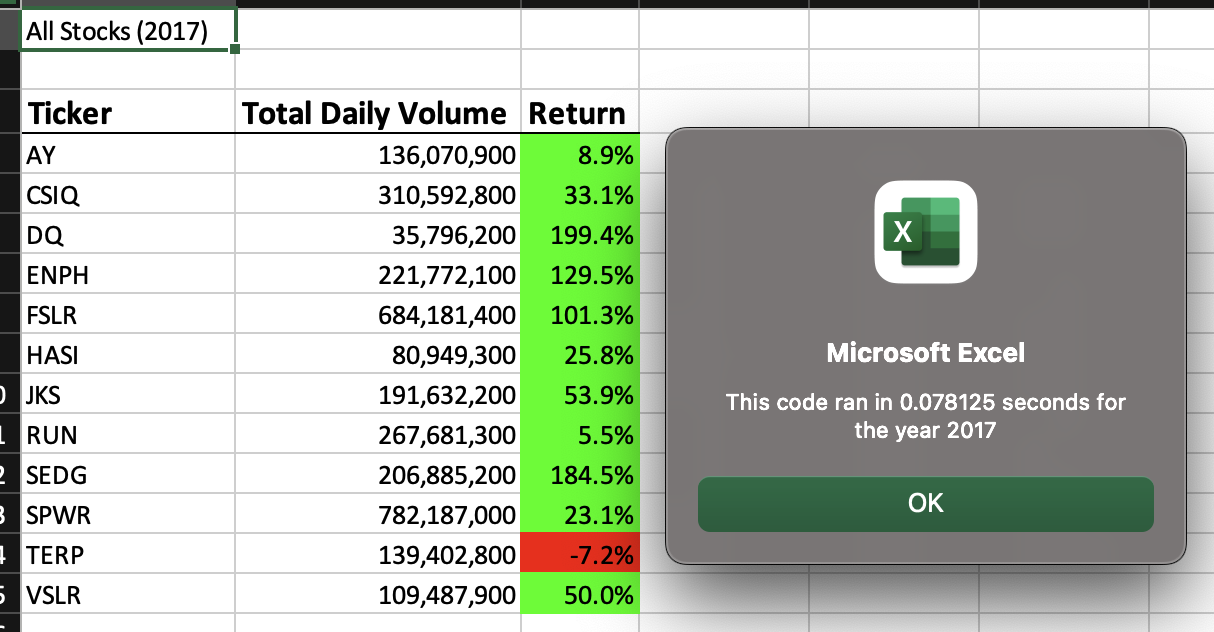 All Stocks (2017)
Ticker Total Daily Volume Return
AY 136,070,900 8.9%
CSIQ 310,592,800 33.1%
DQ 35,796,200 199.4%
ENPH 221,772,100 129.5%
FSLR 684,181,400 101.3%
HASI 80,949,300 25.8%
JKS 191,632,200 53.9%
RUN 267,681,300 5.5%
SEDG 206,885,200 184.5%
SPWR 782,187,000 23.1%
TERP 139,402,800 -7.2%
VSLR 109,487,900 50.0%
X
Microsoft Excel
This code ran in 0.078125 seconds for
the year 2017
OK